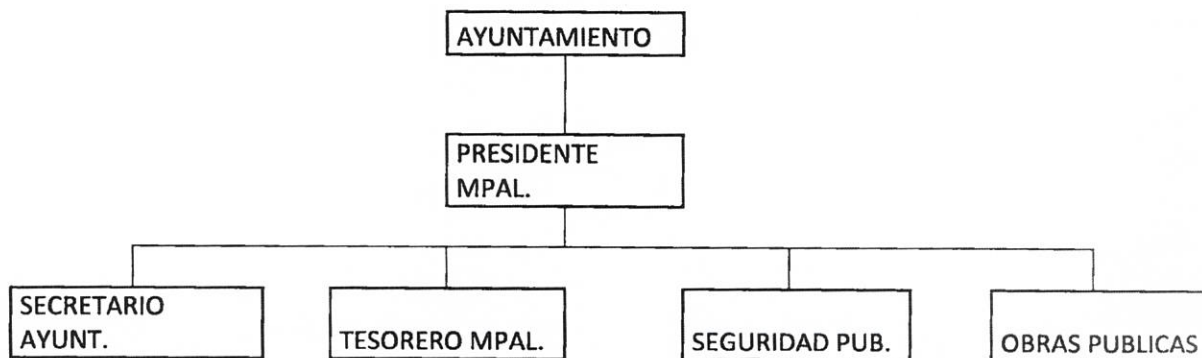 AYUNTAMIENTO
PRESIDENTE
MPAL.
SECRETARIO
AYUNT.
TESORERO MPAL.
SEGURIDAD PUB.
OBRAS PUBLICAS